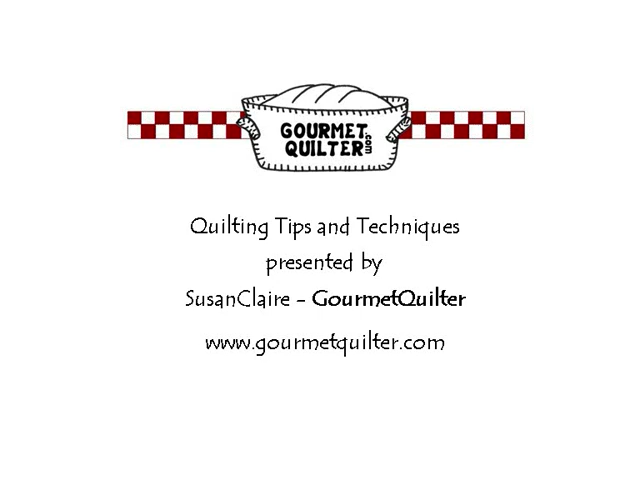 GOURMET
QUILTER.com
Quilting Tips and Techniques
presented by
SusanClaire - GourmetQuilter
www.gourmetquilter.com